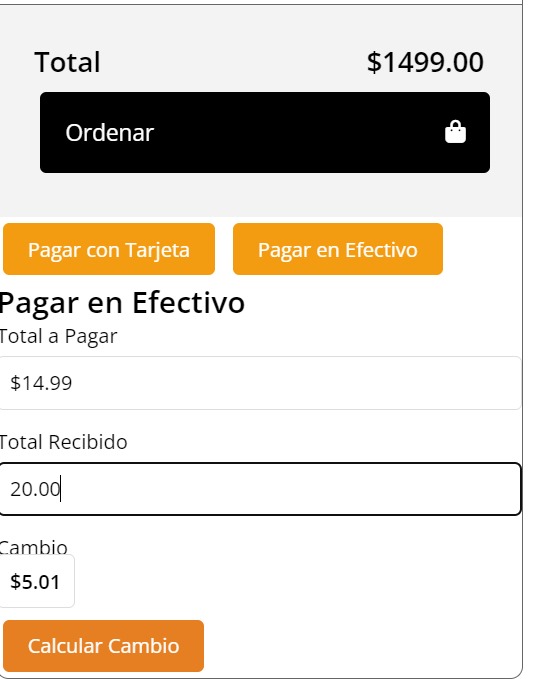 Total $1499.00
Ordenar
Pagar con Tarjeta Pagar en Efectivo
Pagar en Efectivo
Total a Pagar
$14.99
Total Recibido
20.00
Cambio
$5.01
Calcular Cambio